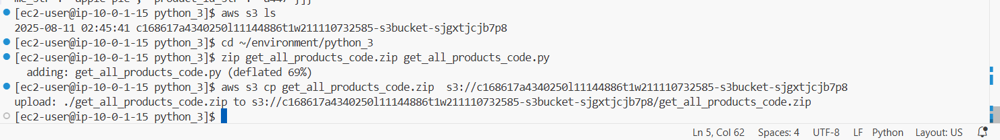 [ec2-user@ip-10-0-1-15 python_3]$ aws s3 ls
2025-08-11 02:45:41 c168617a4340250l11144886t1w211110732585-s3bucket-sjgxtjcjb7p8
[ec2-user@ip-10-0-1-15 python_3]$ cd ~/environment/python_3
[ec2-user@ip-10-0-1-15 python_3]$ zip get_all_products_code.zip get_all_products_code.py
  adding: get_all_products_code.py (deflated 69%)
[ec2-user@ip-10-0-1-15 python_3]$ aws s3 cp get_all_products_code.zip  s3://c168617a4340250l11144886t1w211110732585-s3bucket-sjgxtjcjb7p8
upload: ./get_all_products_code.zip to s3://c168617a4340250l11144886t1w211110732585-s3bucket-sjgxtjcjb7p8/get_all_products_code.zip
[ec2-user@ip-10-0-1-15 python_3]$
Ln 5, Col 62 Spaces: 4 UTF-8 LF Python Layout: US